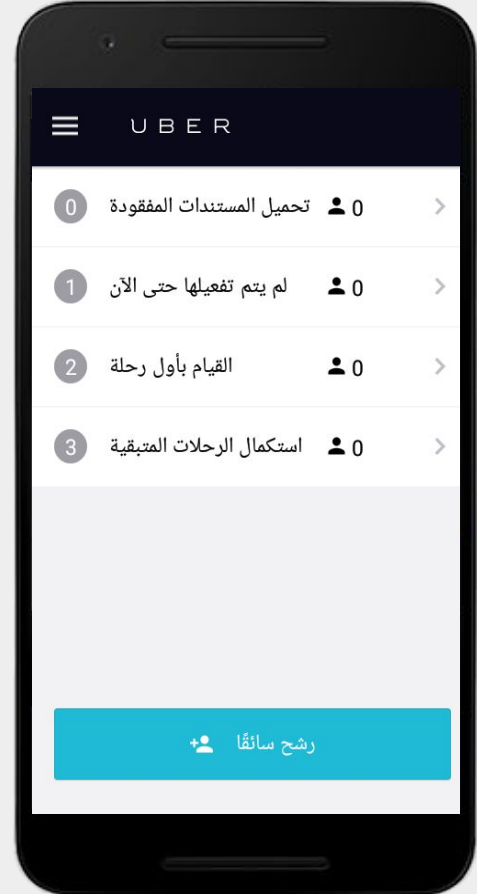 UBER
0 تحميل المستندات المفقودة 0
1 لم يتم تفعيلها حتى الآن 0
2 القيام بأول رحلة 0
3 استكمال الرحلات المتبقية 0
رشح سائقًا